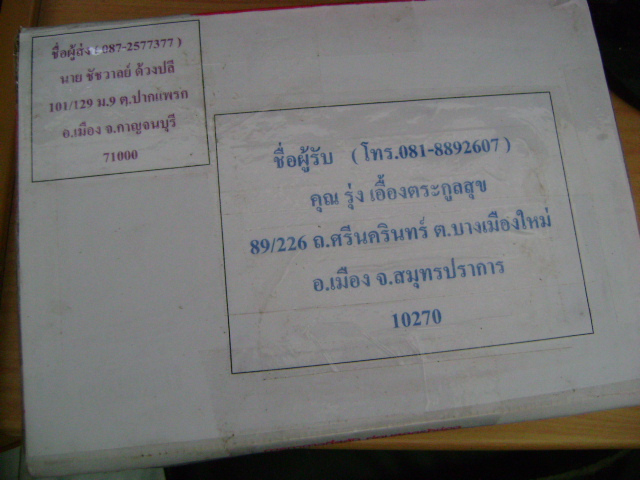 ชื่อผู้ส่ง ( 087-2577377 )
นาย ชัชวาลย์ ด้วงปลี
101/129 ม.9 ต.ปากแพรก
อ.เมือง จ.กาญจนบุรี
71000
ชื่อผู้รับ ( โทร.081-8892607 )
คุณ รุ่ง เอื้องตระกูลสุข
89/226 ถ.ศรีนครินทร์ ต.บางเมืองใหม่
อ.เมือง จ.สมุทรปราการ
10270